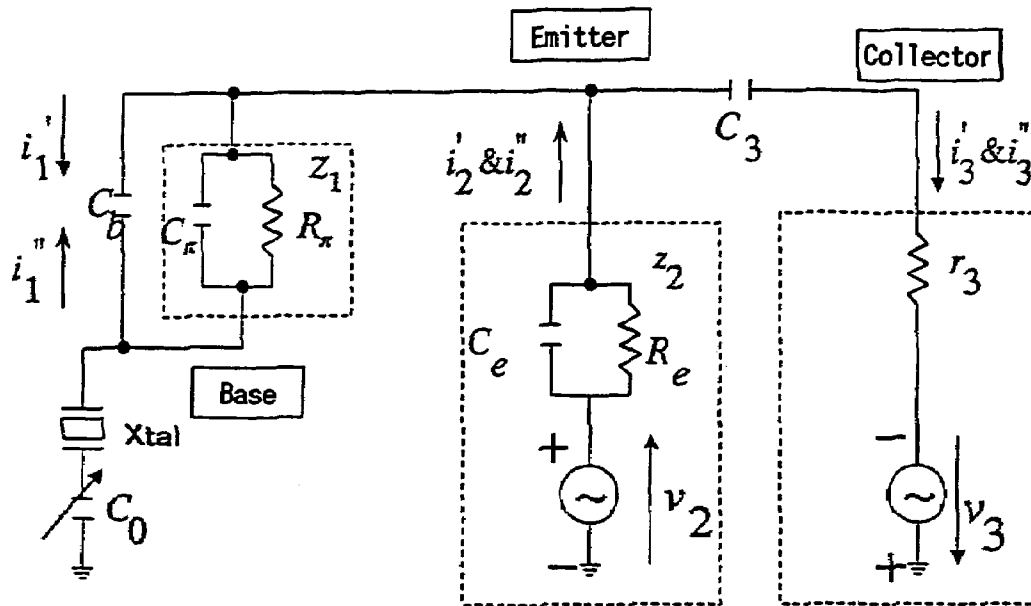 Emitter
Collector
i1'
Cb
i1"
Cπ
Rπ
z1
Base
Xtal
C0
i2'&i2"
z2
Ce
Re
+
~
−
v2
C3
i3'&i3"
r3
−
~
+
v3